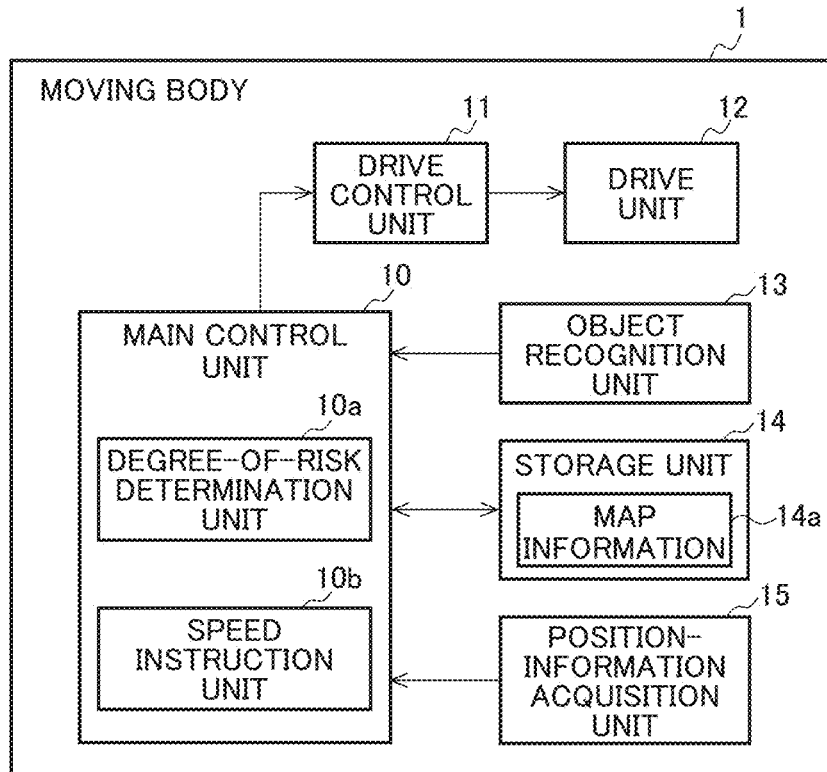 1
MOVING BODY
11
DRIVE
CONTROL
UNIT
12
DRIVE
UNIT
10
MAIN CONTROL
UNIT
10a
DEGREE-OF-RISK
DETERMINATION
UNIT
10b
SPEED
INSTRUCTION
UNIT
13
OBJECT
RECOGNITION
UNIT
14
STORAGE UNIT
MAP
INFORMATION
14a
15
POSITION-
INFORMATION
ACQUISITION
UNIT